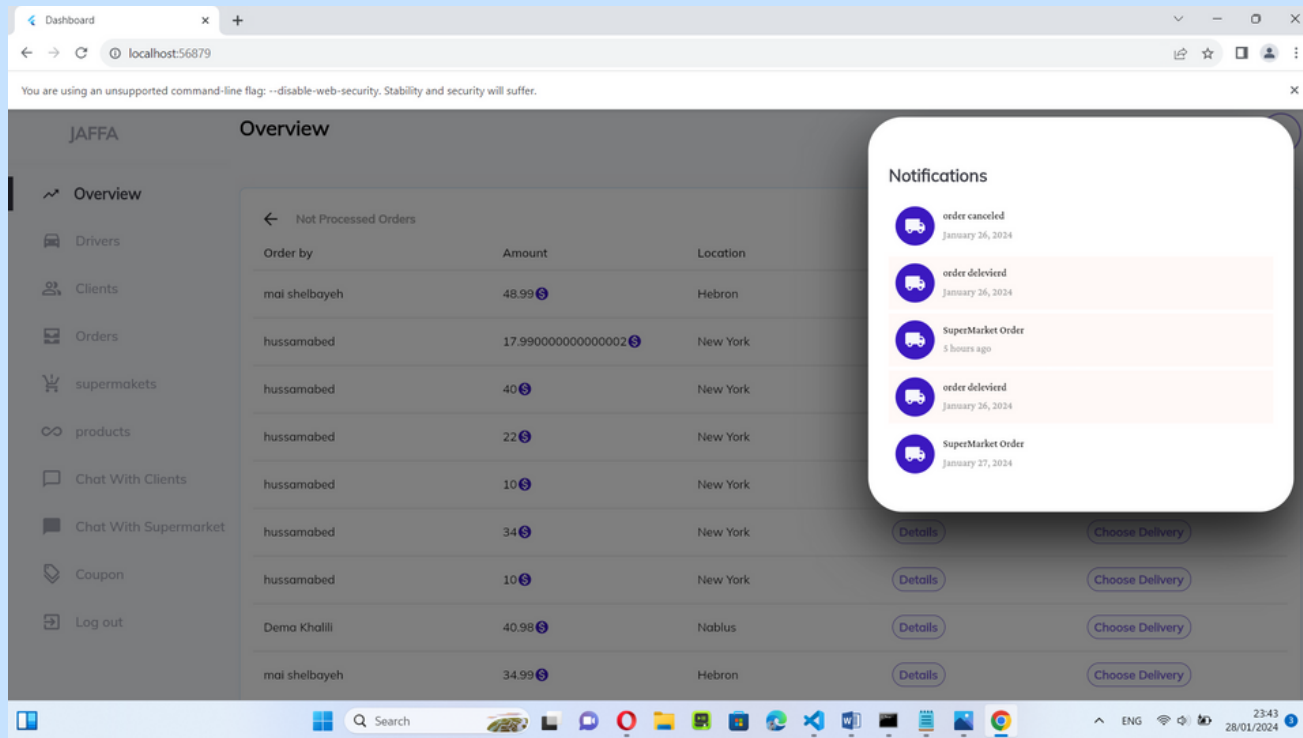 Dashboard
localhost:56879
You are using an unsupported command-line flag: --disable-web-security. Stability and security will suffer.
JAFFA
Overview
Overview
Drivers
Clients
Orders
supermakets
products
Chat With Clients
Chat With Supermarket
Coupon
Log out
Not Processed Orders
Order by Amount Location
mai shelbayeh 48.99 Hebron
hussamabed 17.990000000000002 New York
hussamabed 40 New York
hussamabed 22 New York
hussamabed 10 New York
hussamabed 34 New York Details Choose Delivery
hussamabed 10 New York Details Choose Delivery
Dema Khalili 40.98 Nablus Details Choose Delivery
mai shelbayeh 34.99 Hebron Details Choose Delivery
Notifications
order canceled
January 26, 2024
order delevierd
January 26, 2024
SuperMarket Order
5 hours ago
order delevierd
January 26, 2024
SuperMarket Order
January 27, 2024
Search
ENG
23:43
28/01/2024
3